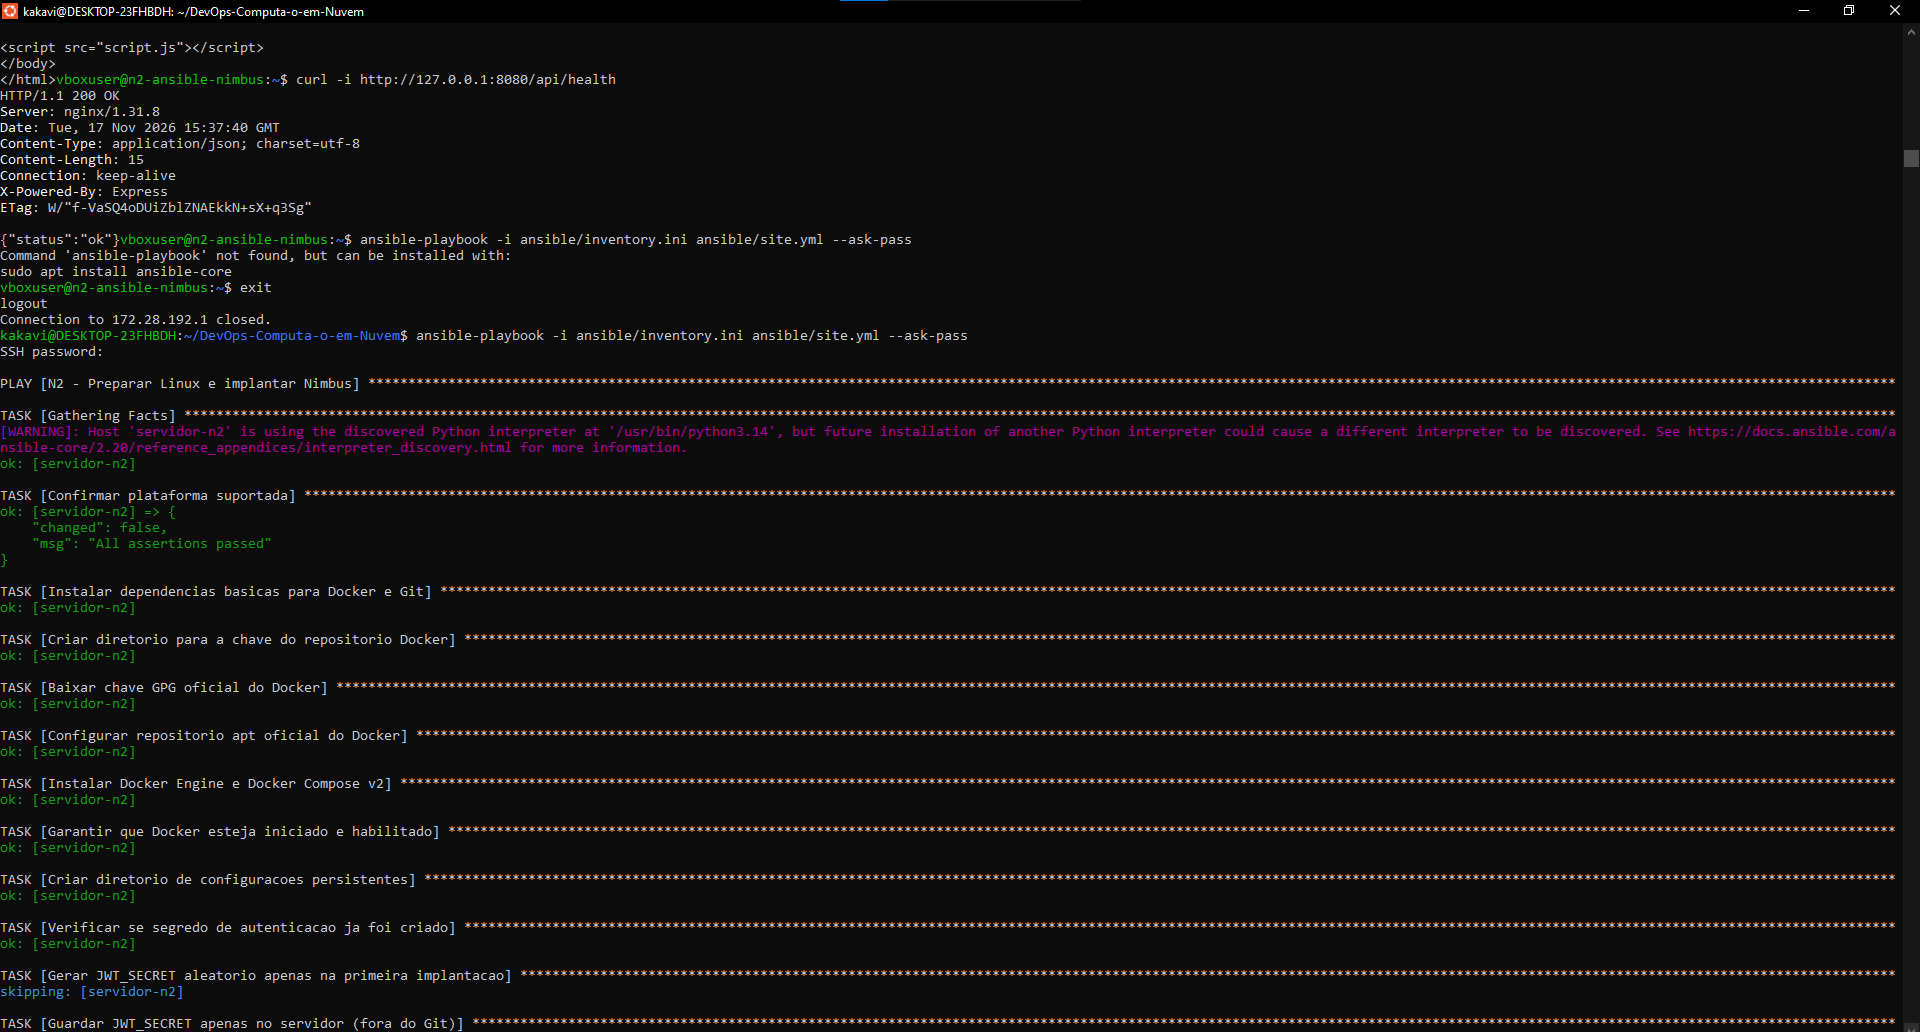 kakavi@DESKTOP-23FHBDH: ~/DevOps-Computa-o-em-Nuvem
<script src="script.js"></script>
</body>
</html>vboxuser@n2-ansible-nimbus:~$ curl -i http://127.0.0.1:8080/api/health
HTTP/1.1 200 OK
Server: nginx/1.31.8
Date: Tue, 17 Nov 2026 15:37:40 GMT
Content-Type: application/json; charset=utf-8
Content-Length: 15
Connection: keep-alive
X-Powered-By: Express
ETag: W/"f-VaSQ4oDUiZblZNAEkkN+sX+q3Sg"
{"status":"ok"}vboxuser@n2-ansible-nimbus:~$ ansible-playbook -i ansible/inventory.ini ansible/site.yml --ask-pass
Command 'ansible-playbook' not found, but can be installed with:
sudo apt install ansible-core
vboxuser@n2-ansible-nimbus:~$ exit
logout
Connection to 172.28.192.1 closed.
kakavi@DESKTOP-23FHBDH:~/DevOps-Computa-o-em-Nuvem$ ansible-playbook -i ansible/inventory.ini ansible/site.yml --ask-pass
SSH password:
PLAY [N2 - Preparar Linux e implantar Nimbus] ***********************************************************************************************************************************************************************************************
TASK [Gathering Facts] **********************************************************************************************************************************************************************************************************************
[WARNING]: Host 'servidor-n2' is using the discovered Python interpreter at '/usr/bin/python3.14', but future installation of another Python interpreter could cause a different interpreter to be discovered. See https://docs.ansible.com/a
nsible-core/2.20/reference_appendices/interpreter_discovery.html for more information.
ok: [servidor-n2]
TASK [Confirmar plataforma suportada] *******************************************************************************************************************************************************************************************************
ok: [servidor-n2] => {
    "changed": false,
    "msg": "All assertions passed"
}
TASK [Instalar dependencias basicas para Docker e Git] **************************************************************************************************************************************************************************************
ok: [servidor-n2]
TASK [Criar diretorio para a chave do repositorio Docker] ***********************************************************************************************************************************************************************************
ok: [servidor-n2]
TASK [Baixar chave GPG oficial do Docker] ***************************************************************************************************************************************************************************************************
ok: [servidor-n2]
TASK [Configurar repositorio apt oficial do Docker] *****************************************************************************************************************************************************************************************
ok: [servidor-n2]
TASK [Instalar Docker Engine e Docker Compose v2] *******************************************************************************************************************************************************************************************
ok: [servidor-n2]
TASK [Garantir que Docker esteja iniciado e habilitado] *************************************************************************************************************************************************************************************
ok: [servidor-n2]
TASK [Criar diretorio de configuracoes persistentes] ****************************************************************************************************************************************************************************************
ok: [servidor-n2]
TASK [Verificar se segredo de autenticacao ja foi criado] ***********************************************************************************************************************************************************************************
ok: [servidor-n2]
TASK [Gerar JWT_SECRET aleatorio apenas na primeira implantacao] ****************************************************************************************************************************************************************************
skipping: [servidor-n2]
TASK [Guardar JWT_SECRET apenas no servidor (fora do Git)] **********************************************************************************************************************************************************************************